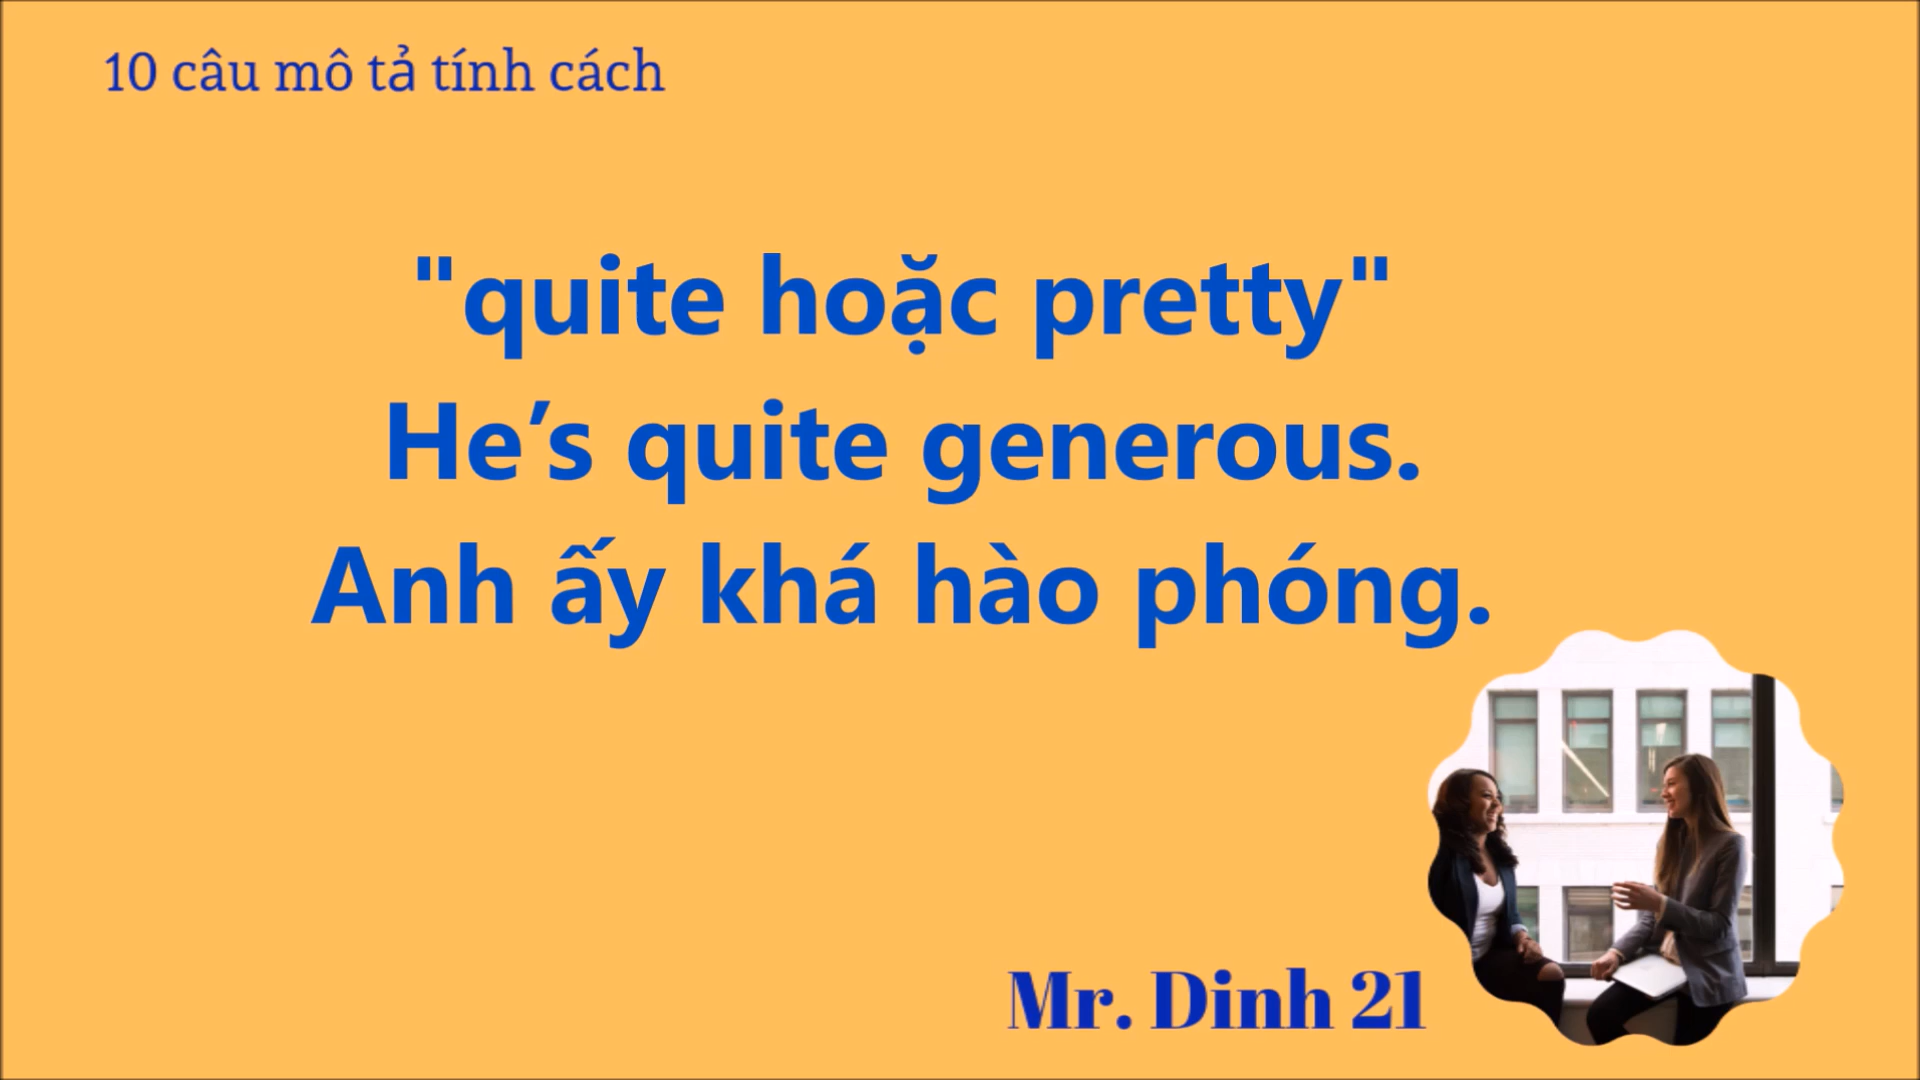 10 câu mô tả tính cách
"quite hoặc pretty"
He’s quite generous.
Anh ấy khá hào phóng.
Mr. Dinh 21